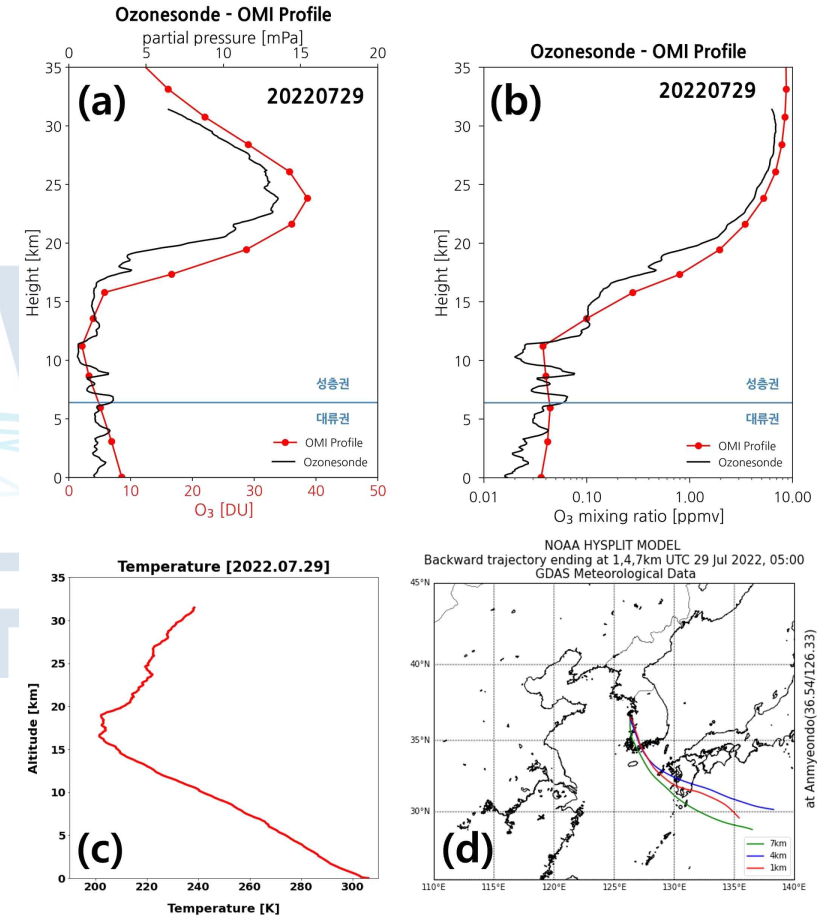 Ozonesonde - OMI Profile
partial pressure [mPa]
0 5 10 15 20
(a)
20220729
35
30
25
20
15
10
5
0
Height [km]
성층권
대류권
OMI Profile
Ozonesonde
0 10 20 30 40 50
O₃ [DU]
Ozonesonde - OMI Profile
(b)
20220729
35
30
25
20
15
10
5
0
Height [km]
성층권
대류권
OMI Profile
Ozonesonde
0.01 0.10 1.00 10.00
O₃ mixing ratio [ppmv]
Temperature [2022.07.29]
35
30
25
20
15
10
5
0
Altitude [km]
(c)
200 220 240 260 280 300
Temperature [K]
NOAA HYSPLIT MODEL
Backward trajectory ending at 1,4,7km UTC 29 Jul 2022, 05:00
GDAS Meteorological Data
45°N
40°N
35°N
30°N
at Anmyeondo(36.54/126.33)
(d)
7km
4km
1km
110°E 115°E 120°E 125°E 130°E 135°E 140°E